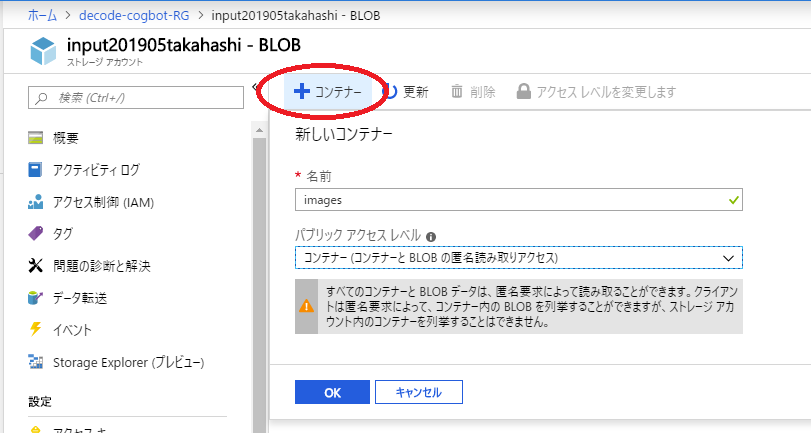 ホーム > decode-cogbot-RG > input201905takahashi - BLOB
input201905takahashi - BLOB
ストレージ アカウント
検索 (Ctrl+/)
概要
アクティビティ ログ
アクセス制御 (IAM)
タグ
問題の診断と解決
データ転送
イベント
Storage Explorer (プレビュー)
設定
アクセス キー
+ コンテナー 更新 削除 アクセス レベルを変更します
新しいコンテナー
* 名前
images
パブリック アクセス レベル
コンテナー (コンテナーと BLOB の匿名読み取りアクセス)
すべてのコンテナーと BLOB データは、匿名要求によって読み取ることができます。クライアン
トは匿名要求によって、コンテナー内の BLOB を列挙することができますが、ストレージ アカ
ウント内のコンテナーを列挙することはできません。
OK キャンセル